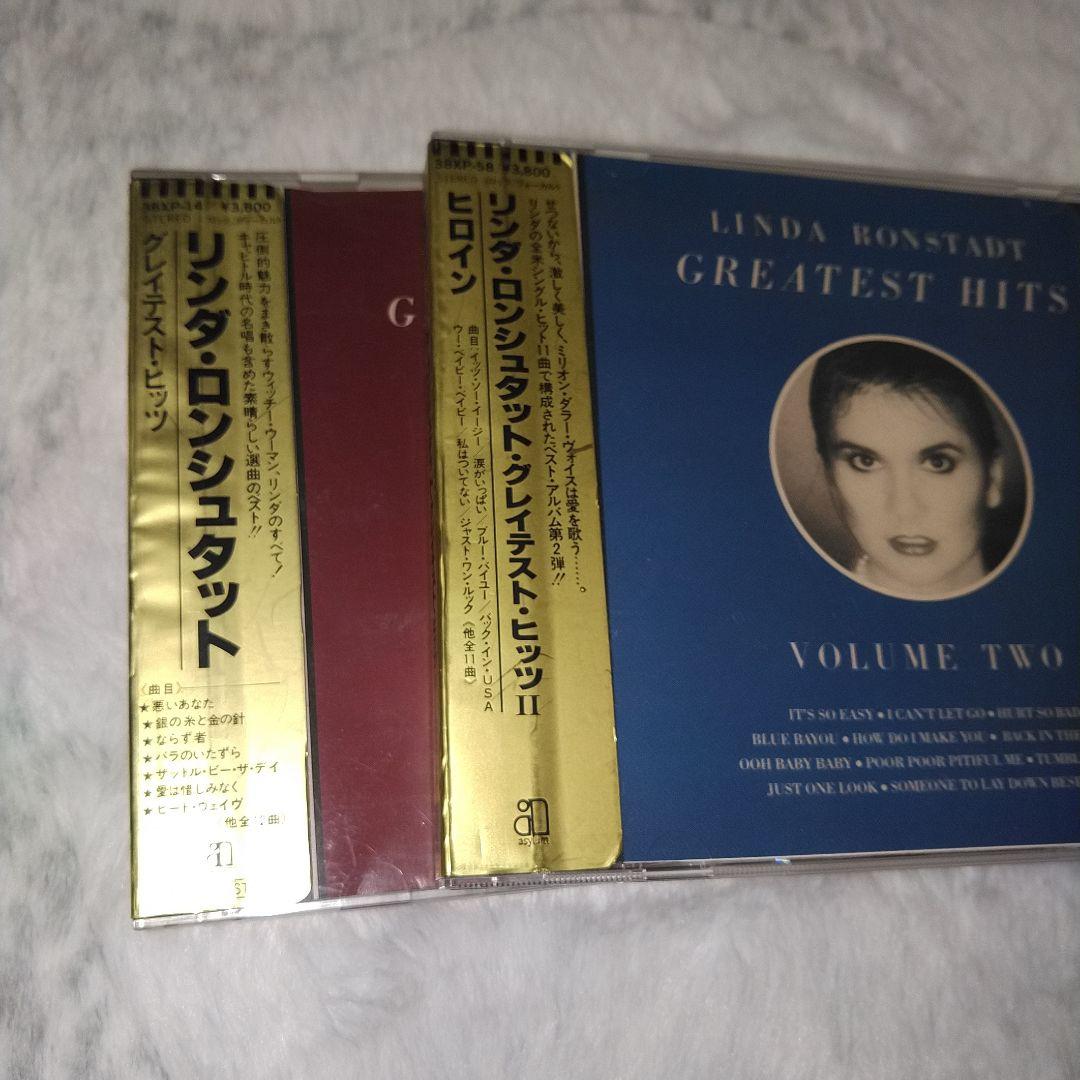 38XP-14 ¥3,800
STEREO
圧倒的魅力をまき散らすウィッチー・ウーマン、リンダのすべて!
キャピトル時代の名唱も含めた素晴らしい選曲のベスト!!
リンダ・ロンシュタット
グレイテスト・ヒッツ
《曲目》
★悪いあなた
★銀の糸と金の針
★ならず者
★バラのいたずら
★ザットル・ビー・ザ・デイ
★愛は惜しみなく
★ヒート・ウェイヴ
G
38XP-58 ¥3,800
STEREO
せつないから、激しく美しく、ミリオン・ダラー・ヴォイスは愛を歌う……。
リンダの全米シングル・ヒット11曲で構成されたベスト・アルバム第2弾!!
リンダ・ロンシュタット・グレイテスト・ヒッツII
ヒロイン
曲目:イッツ・ソー・イージー/涙がいっぱい/ブルー・バイユー/バック・イン・USA
ウー・ベイビー・ベイビー/私はついてない/ジャスト・ワン・ルック《他全11曲》
asylum
LINDA RONSTADT
GREATEST HITS
VOLUME TWO
IT'S SO EASY • I CAN'T LET GO • HURT SO BAD
BLUE BAYOU • HOW DO I MAKE YOU • BACK IN THE
OOH BABY BABY • POOR POOR PITIFUL ME • TUMBL
JUST ONE LOOK • SOMEONE TO LAY DOWN BESI